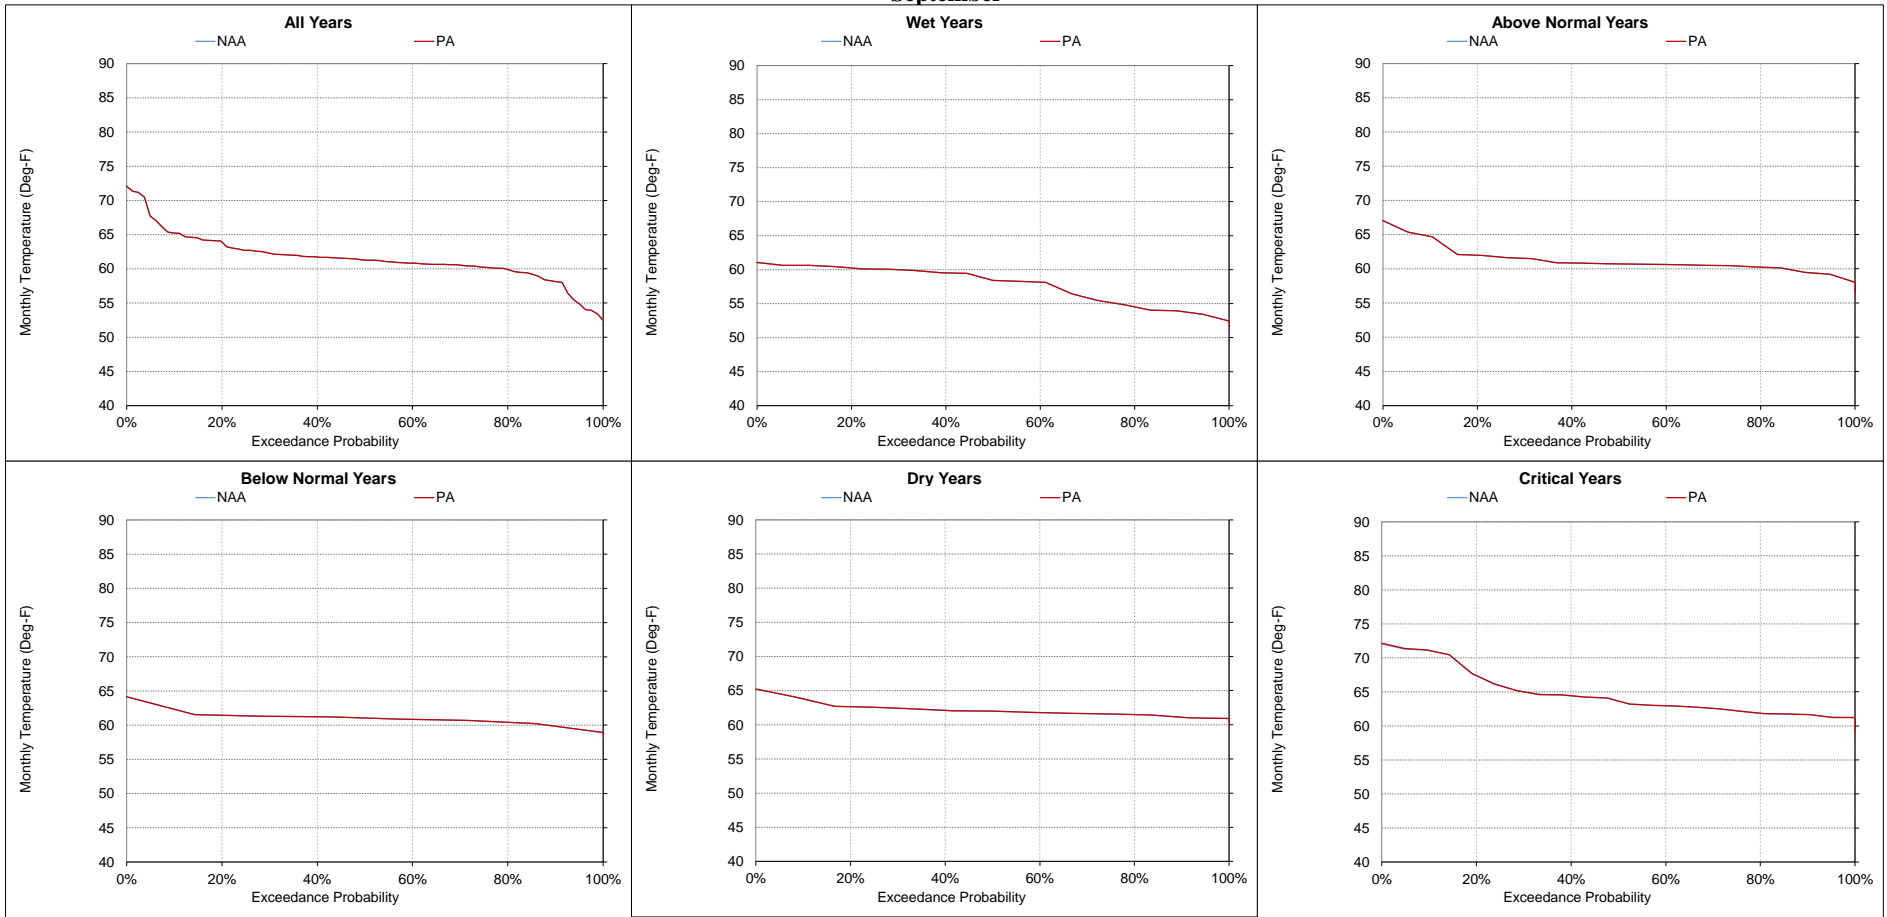 September
All Years
NAA PA
90
85
80
75
70
65
60
55
50
45
40
Monthly Temperature (Deg-F)
0% 20% 40% 60% 80% 100%
Exceedance Probability
Wet Years
NAA PA
90
85
80
75
70
65
60
55
50
45
40
Monthly Temperature (Deg-F)
0% 20% 40% 60% 80% 100%
Exceedance Probability
Above Normal Years
NAA PA
90
85
80
75
70
65
60
55
50
45
40
Monthly Temperature (Deg-F)
0% 20% 40% 60% 80% 100%
Exceedance Probability
Below Normal Years
NAA PA
90
85
80
75
70
65
60
55
50
45
40
Monthly Temperature (Deg-F)
0% 20% 40% 60% 80% 100%
Exceedance Probability
Dry Years
NAA PA
90
85
80
75
70
65
60
55
50
45
40
Monthly Temperature (Deg-F)
0% 20% 40% 60% 80% 100%
Exceedance Probability
Critical Years
NAA PA
90
85
80
75
70
65
60
55
50
45
40
Monthly Temperature (Deg-F)
0% 20% 40% 60% 80% 100%
Exceedance Probability